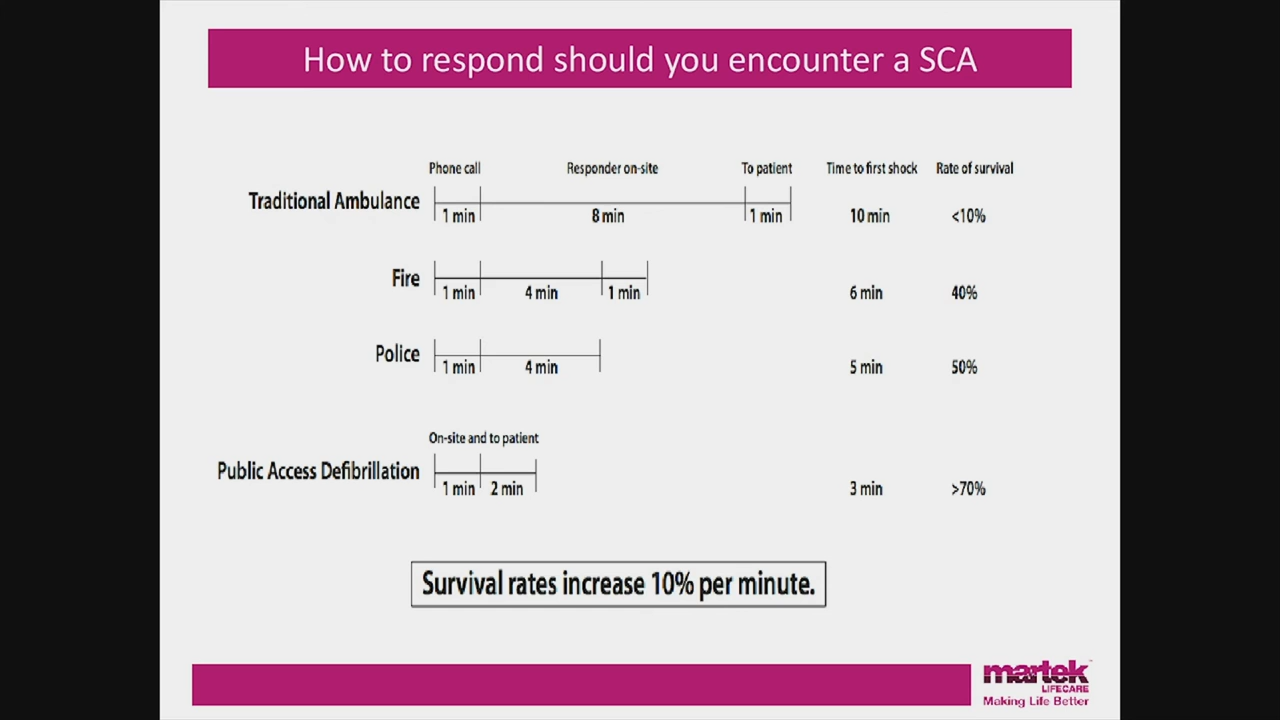 How to respond should you encounter a SCA
Phone call Responder on-site To patient Time to first shock Rate of survival
Traditional Ambulance 1 min 8 min 1 min 10 min <10%
Fire 1 min 4 min 1 min 6 min 40%
Police 1 min 4 min 5 min 50%
On-site and to patient
Public Access Defibrillation 1 min 2 min 3 min >70%
Survival rates increase 10% per minute.
martek
LIFECARE
Making Life Better